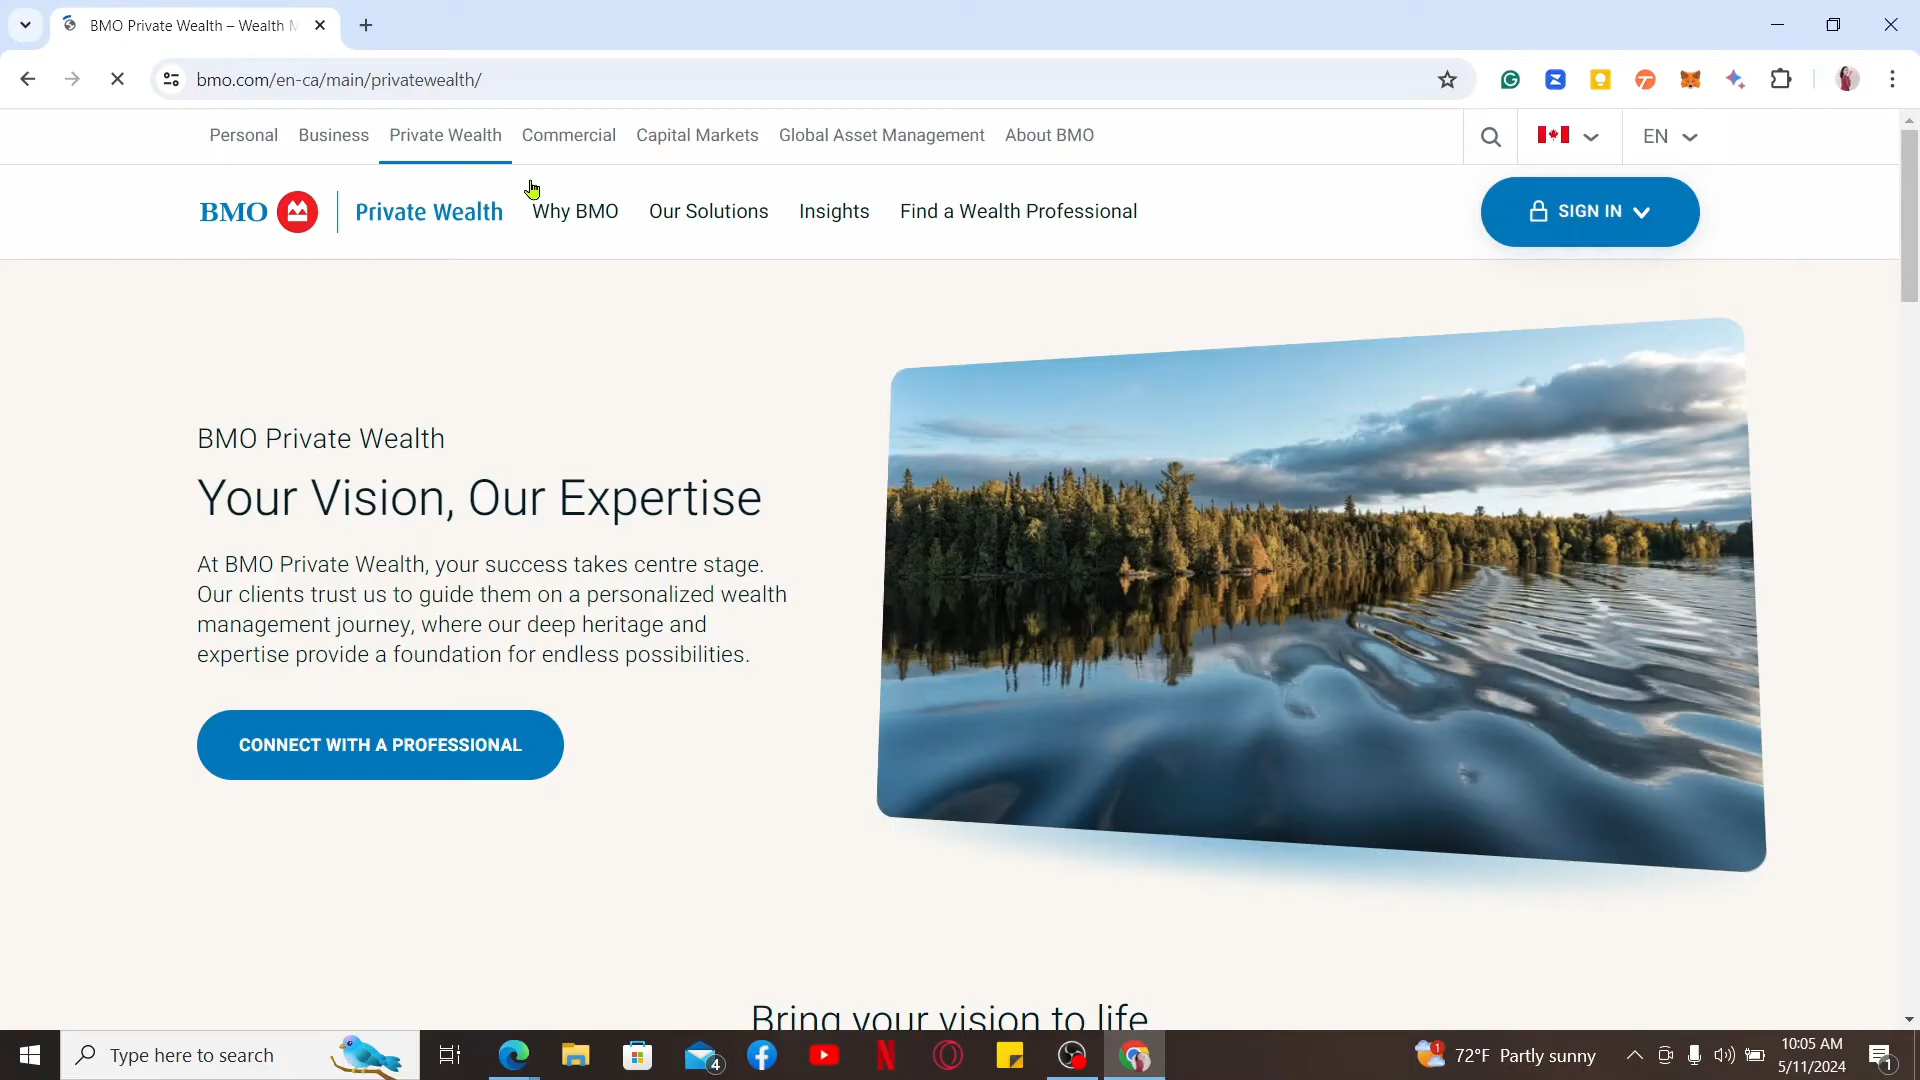 BMO Private Wealth – Wealth M
bmo.com/en-ca/main/privatewealth/
Personal Business Private Wealth Commercial Capital Markets Global Asset Management About BMO EN
BMO Private Wealth Why BMO Our Solutions Insights Find a Wealth Professional SIGN IN
BMO Private Wealth
Your Vision, Our Expertise
At BMO Private Wealth, your success takes centre stage.
Our clients trust us to guide them on a personalized wealth
management journey, where our deep heritage and
expertise provide a foundation for endless possibilities.
CONNECT WITH A PROFESSIONAL
Bring your vision to life
Type here to search 4 1 72°F Partly sunny 10:05 AM 1
5/11/2024